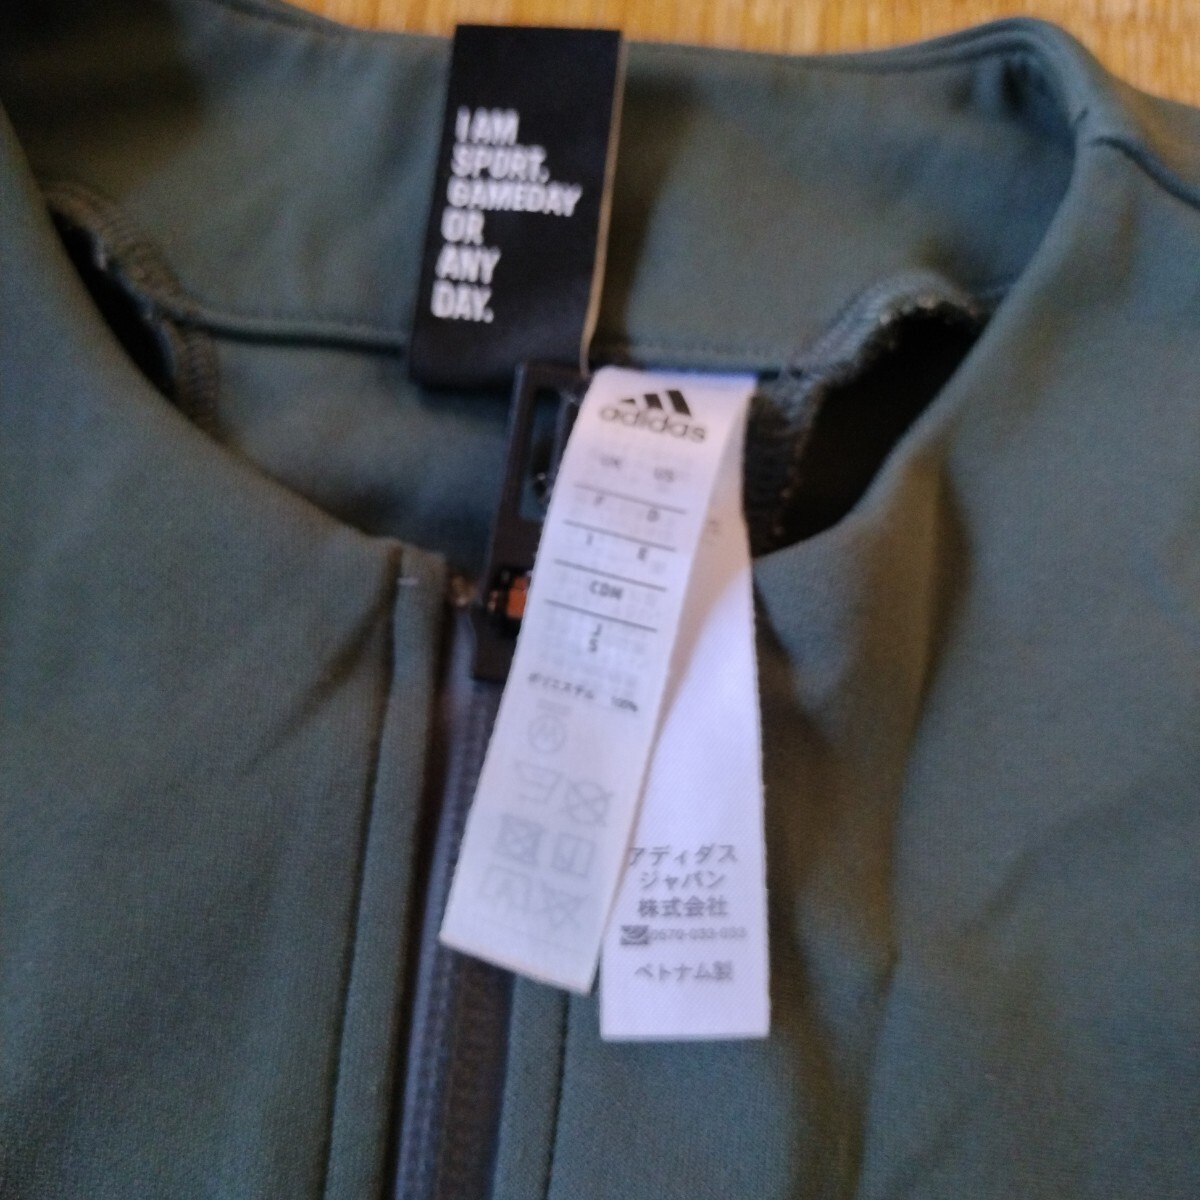 I AM
SPORT.
GAMEDAY
OR
ANY
DAY.
adidas
UK US
F D
I E
CDN
J
S
ポリエステル 100%
アディダス
ジャパン
株式会社
0570-033-033
ベトナム製